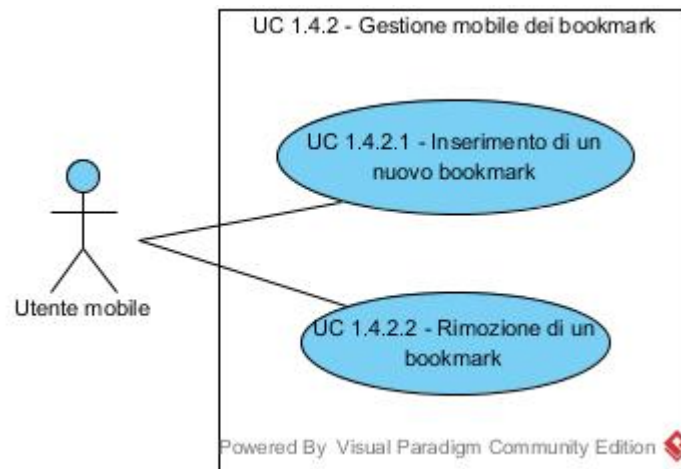 UC 1.4.2 - Gestione mobile dei bookmark
UC 1.4.2.1 - Inserimento di un
nuovo bookmark
Utente mobile
UC 1.4.2.2 - Rimozione di un
bookmark
Powered By Visual Paradigm Community Edition